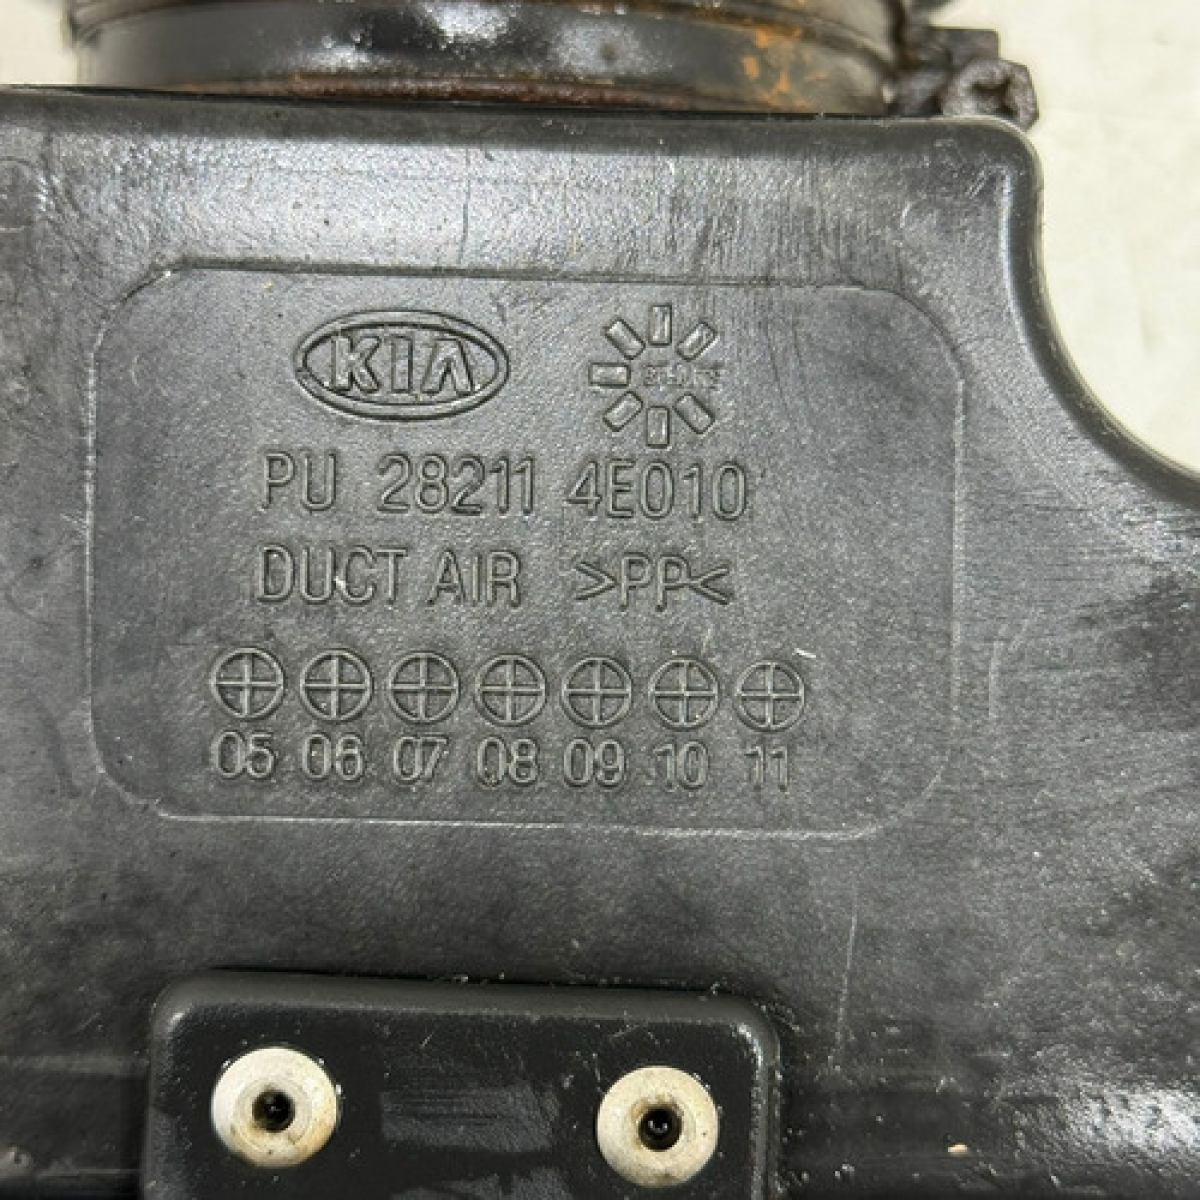 KIA
PU 28211 4E010
DUCT AIR >PP<
05 06 07 08 09 10 11